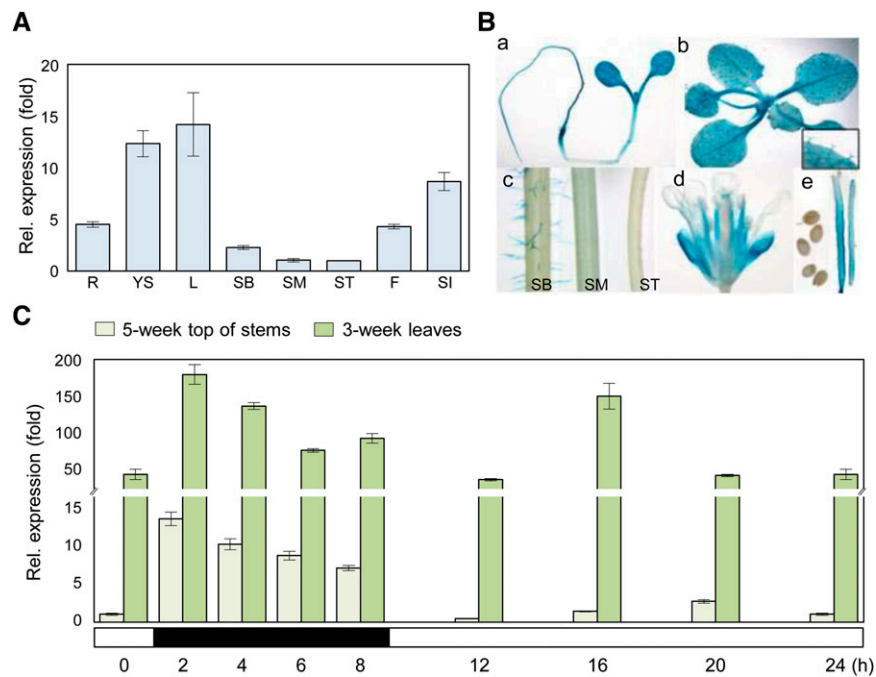 A
Rel. expression (fold)
20
15
10
5
0
R YS L SB SM ST F SI
B
a
b
c
SB
SM
ST
d
e
C
5-week top of stems
3-week leaves
Rel. expression (fold)
200
150
100
50
15
10
5
0
0 2 4 6 8 12 16 20 24 (h)